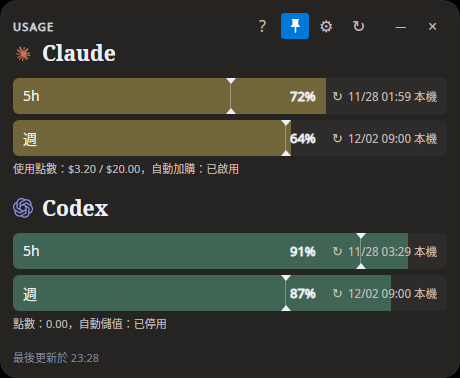 USAGE ?
Claude
5h 72% 11/28 01:59 本機
週 64% 12/02 09:00 本機
使用點數：$3.20 / $20.00，自動加購：已啟用
Codex
5h 91% 11/28 03:29 本機
週 87% 12/02 09:00 本機
點數：0.00，自動儲值：已停用
最後更新於 23:28